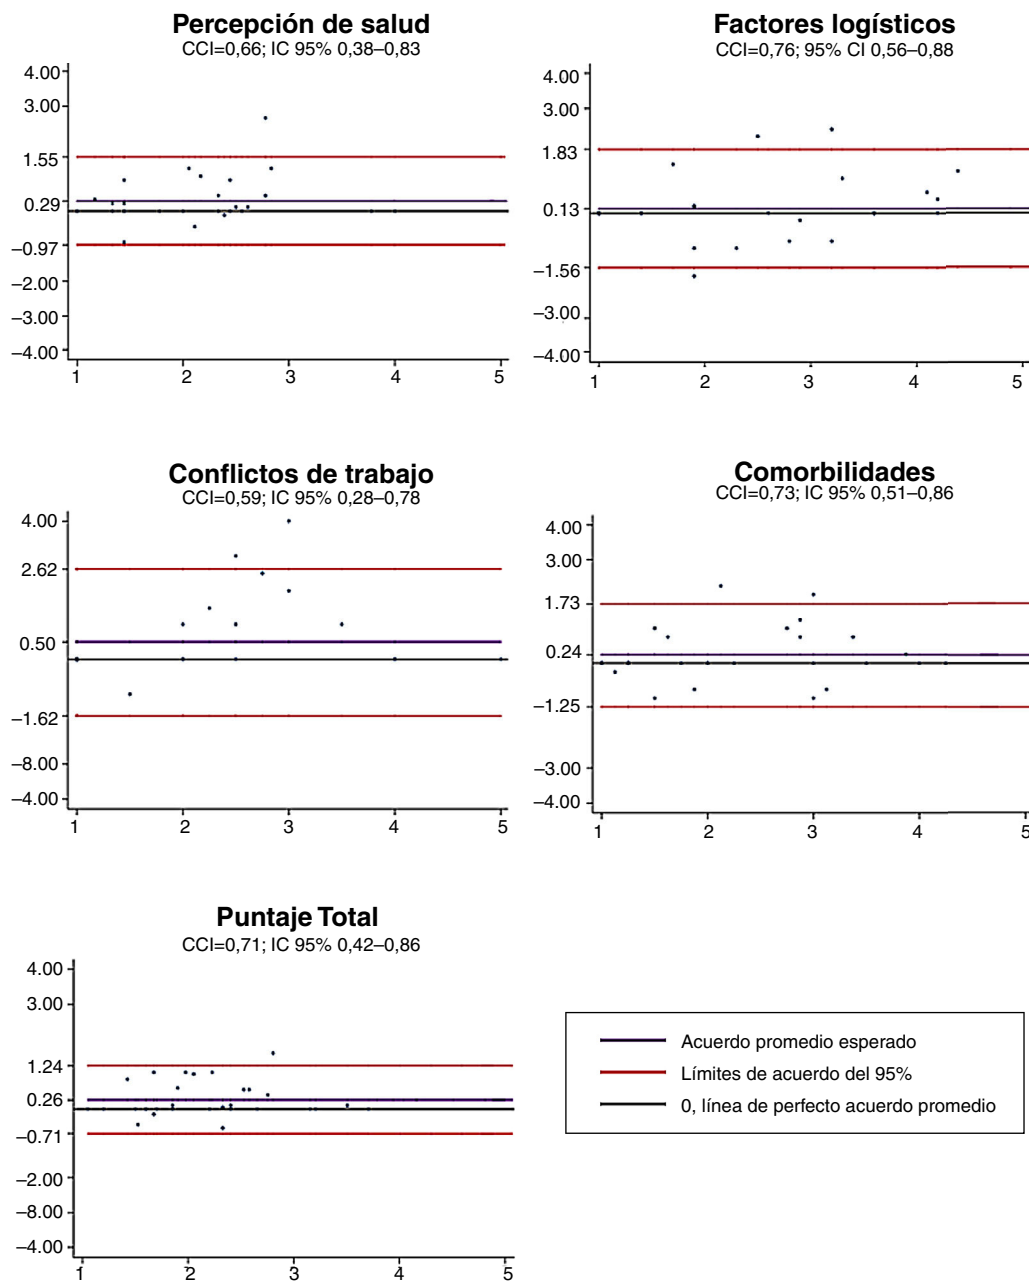 Percepción de salud
CCI=0,66; IC 95% 0,38–0,83
4.00
3.00
1.55
0.29
–0.97
–2.00
–3.00
–4.00
1 2 3 4 5
Factores logísticos
CCI=0,76; 95% CI 0,56–0,88
4.00
3.00
1.83
0.13
–1.56
–3.00
–4.00
1 2 3 4 5
Conflictos de trabajo
CCI=0,59; IC 95% 0,28–0,78
4.00
2.62
0.50
–1.62
–8.00
–4.00
1 2 3 4 5
Comorbilidades
CCI=0,73; IC 95% 0,51–0,86
4.00
3.00
1.73
0.24
–1.25
–3.00
–4.00
1 2 3 4 5
Puntaje Total
CCI=0,71; IC 95% 0,42–0,86
4.00
3.00
1.24
0.26
–0.71
–2.00
–8.00
–4.00
1 2 3 4 5
Acuerdo promedio esperado
Límites de acuerdo del 95%
0, línea de perfecto acuerdo promedio